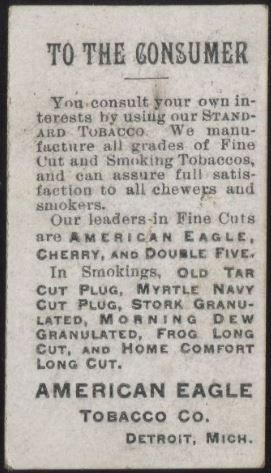 TO THE CONSUMER
You consult your own in-
terests by using our STAND-
ARD TOBACCO. We manu-
facture all grades of Fine
Cut and Smoking Tobaccos,
and can assure full satis-
faction to all chewers and
smokers.
Our leaders in Fine Cuts
are AMERICAN EAGLE,
CHERRY, AND DOUBLE FIVE.
In Smokings, OLD TAR
CUT PLUG, MYRTLE NAVY
CUT PLUG, STORK GRANU-
LATED, MORNING DEW
GRANULATED, FROG LONG
CUT, AND HOME COMFORT
LONG CUT.
AMERICAN EAGLE
TOBACCO CO.
DETROIT, MICH.